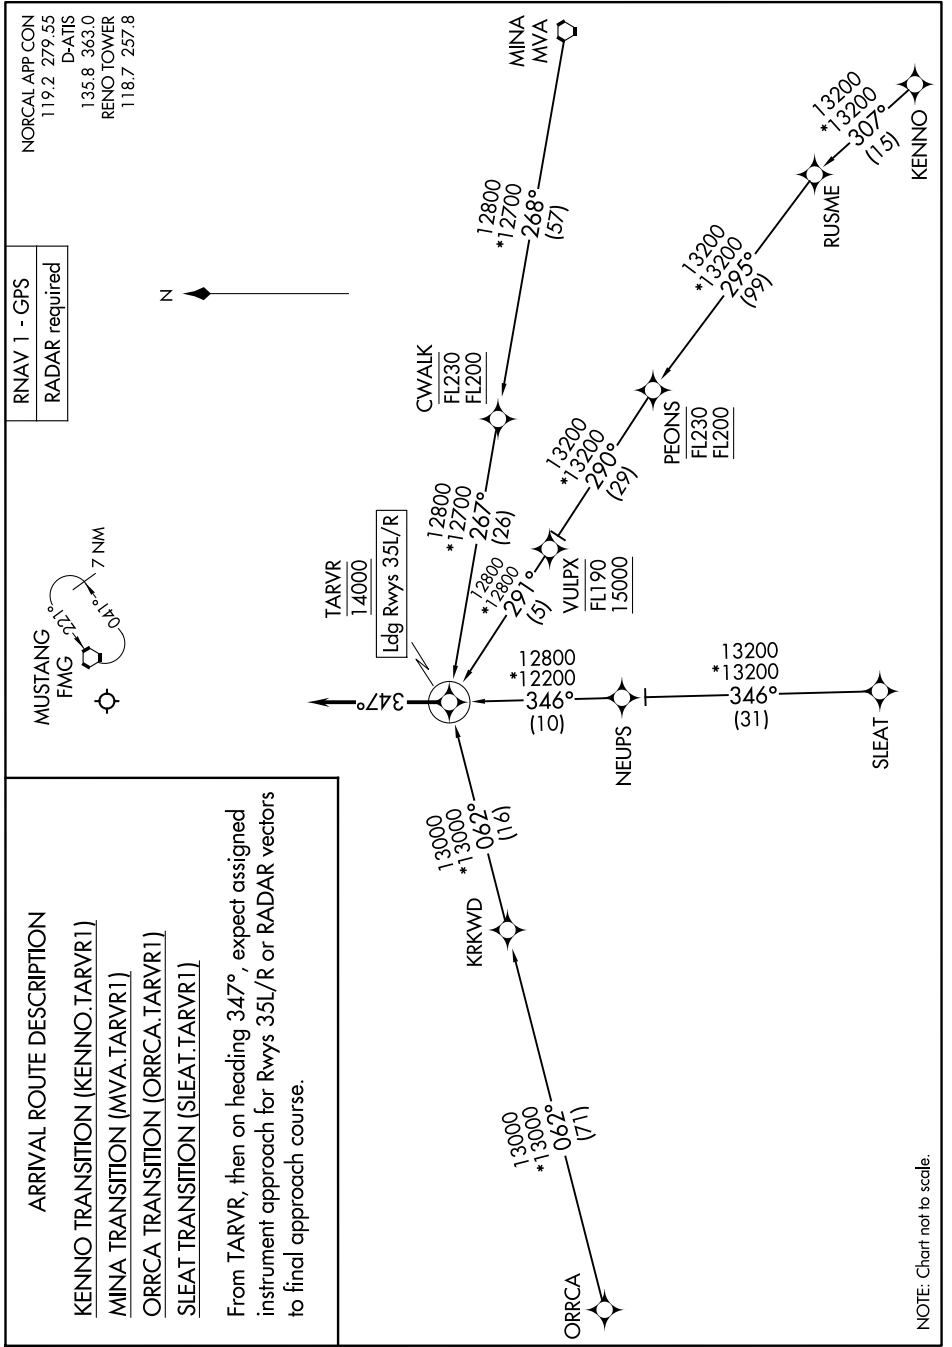 ARRIVAL ROUTE DESCRIPTION
KENNO TRANSITION (KENNO.TARVR1)
MINA TRANSITION (MVA.TARVR1)
ORRCA TRANSITION (ORRCA.TARVR1)
SLEAT TRANSITION (SLEAT.TARVR1)
From TARVR, then on heading 347°, expect assigned
instrument approach for Rwys 35L/R or RADAR vectors
to final approach course.
MUSTANG
FMG
221°
041°
7 NM
RNAV 1 - GPS
RADAR required
NORCAL APP CON
119.2 279.55
D-ATIS
135.8 363.0
RENO TOWER
118.7 257.8
N
347°
TARVR
14000
Ldg Rwys 35L/R
12800
*12700
267°
(26)
CWALK
FL230
FL200
12800
*12700
268°
(57)
MINA
MVA
12800
*12800
291°
(5)
VULPX
FL190
15000
13200
*13200
290°
(29)
PEONS
FL230
FL200
13200
*13200
295°
(99)
RUSME
13200
*13200
307°
(15)
KENNO
13000
*13000
062°
(16)
KRKWD
13000
*13000
062°
(71)
ORRCA
12800
*12200
346°
(10)
NEUPS
13200
*13200
346°
(31)
SLEAT
NOTE: Chart not to scale.